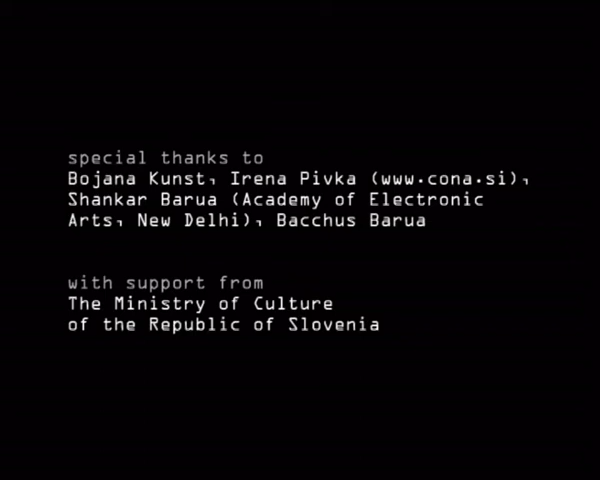 special thanks to
Bojana Kunst, Irena Pivka (www.cona.si),
Shankar Barua (Academy of Electronic
Arts, New Delhi), Bacchus Barua
with support from
The Ministry of Culture
of the Republic of Slovenia